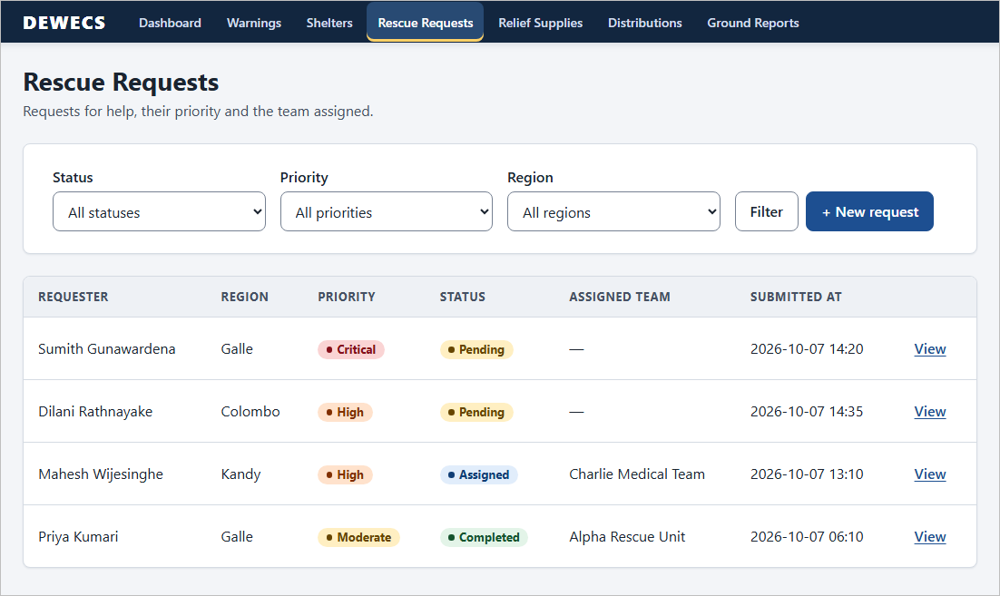 DEWECS Dashboard Warnings Shelters Rescue Requests Relief Supplies Distributions Ground Reports
Rescue Requests
Requests for help, their priority and the team assigned.
Status Priority Region
All statuses All priorities All regions Filter + New request
REQUESTER REGION PRIORITY STATUS ASSIGNED TEAM SUBMITTED AT
Sumith Gunawardena Galle Critical Pending — 2026-10-07 14:20 View
Dilani Rathnayake Colombo High Pending — 2026-10-07 14:35 View
Mahesh Wijesinghe Kandy High Assigned Charlie Medical Team 2026-10-07 13:10 View
Priya Kumari Galle Moderate Completed Alpha Rescue Unit 2026-10-07 06:10 View